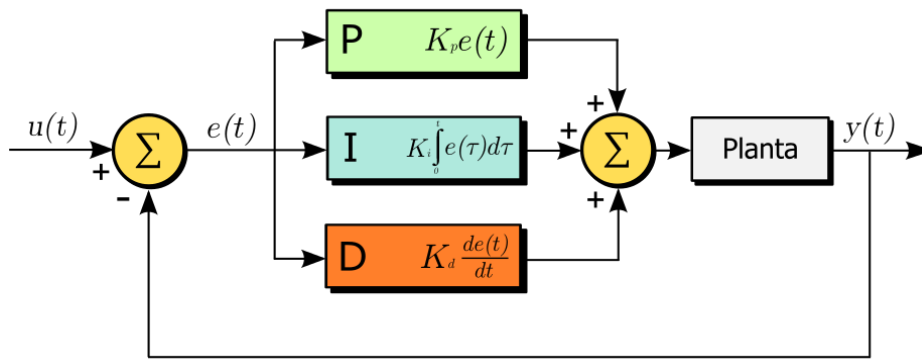 P K_p e(t)
u(t) + - Σ e(t)
I K_i ∫_0^t e(τ)dτ
+ + + Σ
Planta y(t)
D K_d de(t)/dt